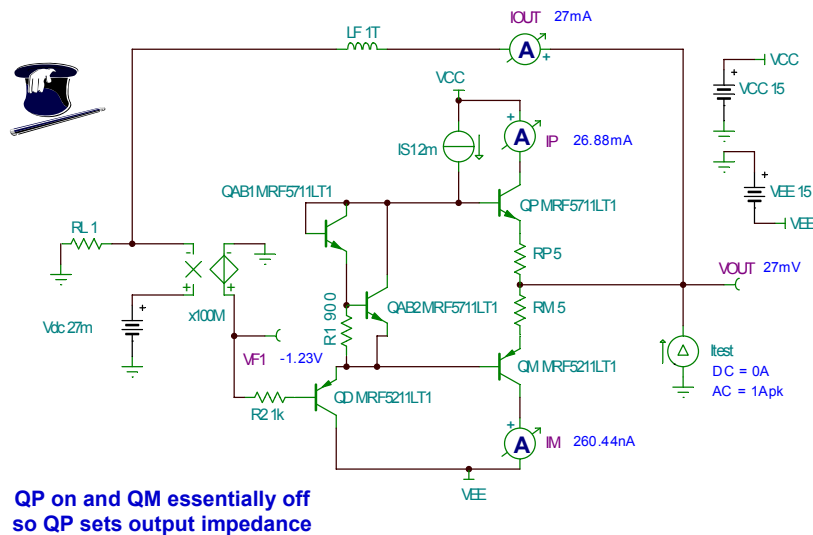 IOUT 27mA
LF 1T
A
+
VCC
VCC
+
VCC 15
IS1 2m
+
A
IP 26.88mA
QAB1 MRF5711LT1
QP MRF5711LT1
+
VEE 15
VEE
RL 1
RP 5
VOUT 27mV
- -
+ +
x100M
QAB2 MRF5711LT1
R1 900
RM 5
+
Vdc 27m
VF1 -1.23V
Itest
DC = 0A
AC = 1Apk
R2 1k
QD MRF5211LT1
QM MRF5211LT1
+
A
IM 260.44nA
VEE
QP on and QM essentially off
so QP sets output impedance